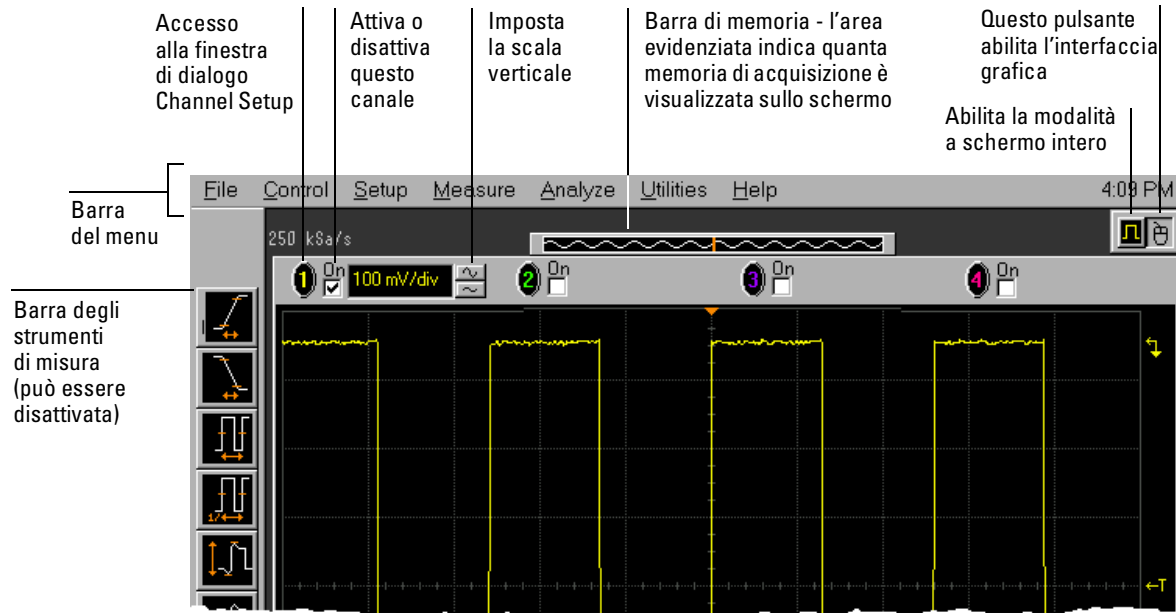 Accesso
alla finestra
di dialogo
Channel Setup
Attiva o
disattiva
questo
canale
Imposta
la scala
verticale
Barra di memoria - l'area
evidenziata indica quanta
memoria di acquisizione è
visualizzata sullo schermo
Questo pulsante
abilita l'interfaccia
grafica
Abilita la modalità
a schermo intero
Barra
del menu
File Control Setup Measure Analyze Utilities Help 4:09 PM
250 kSa/s
1 On 100 mV/div 2 On 3 On 4 On
Barra degli
strumenti
di misura
(può essere
disattivata)
1/
T